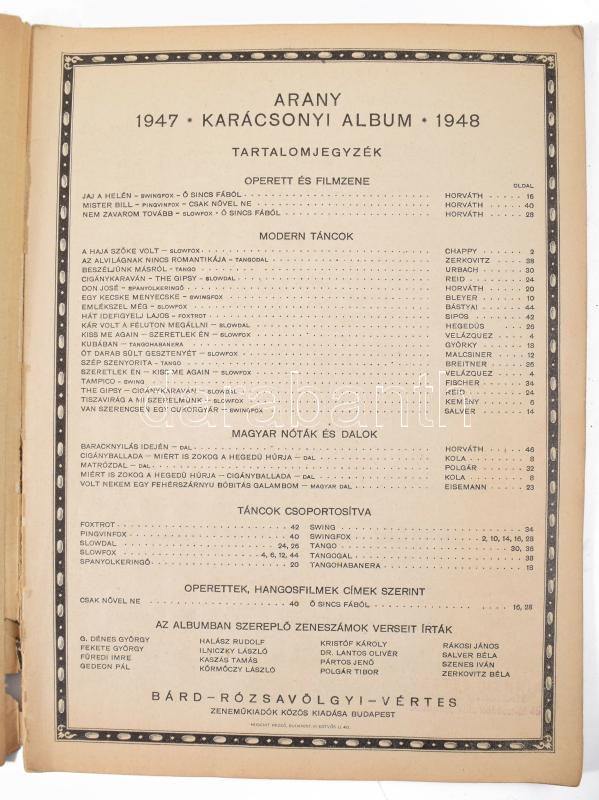 ARANY
1947 * KARÁCSONYI ALBUM * 1948
TARTALOMJEGYZÉK
OPERETT ÉS FILMZENE
OLDAL
JAJ A HELÉN – SWINGFOX – Ő SINCS FÁBÓL HORVÁTH 16
MISTER BILL – PINGVINFOX – CSAK NŐVEL NE HORVÁTH 40
NEM ZAVAROM TOVÁBB – SLOWFOX – Ő SINCS FÁBÓL HORVÁTH 28
MODERN TÁNCOK
A HAJA SZŐKE VOLT – SLOWFOX CHAPPY 2
AZ ALVILÁGNAK NINCS ROMANTIKÁJA – TANGODAL ZERKOVITZ 38
BESZÉLJÜNK MÁSRÓL – TANGO URBACH 30
CIGÁNYKARAVÁN – THE GIPSY – SLOWDAL REID 24
DON JOSÉ – SPANYOLKERINGŐ HORVÁTH 20
EGY KECSKE MENYECSKE – SWINGFOX BLEYER 10
EMLÉKSZEL MÉG – SLOWFOX BÁSTYAI 44
HÁT IDEFIGYELJ LAJOS – FOXTROT SIPOS 42
KÁR VOLT A FÉLUTON MEGÁLLNI – SLOWDAL HEGEDŰS 26
KISS ME AGAIN – SZERETLEK ÉN – SLOWFOX VELÁZQUEZ 4
KUBÁBAN – TANGOHABANERA GYÖRKY 18
ÖT DARAB SÜLT GESZTENYÉT – SLOWFOX MALCSINER 12
SZÉP SZENYORITA – TANGO BREITNER 36
SZERETLEK ÉN – KISS ME AGAIN – SLOWFOX VELÁZQUEZ 4
TAMPICO – SWING FISCHER 34
THE GIPSY – CIGÁNYKARAVÁN – SLOWDAL REID 24
TISZAVIRÁG A MI SZERELMÜNK – SLOWFOX KEMÉNY 6
VAN SZERENCSÉM EGY CUKORGYÁR – SWINGFOX SALVER 14
MAGYAR NÓTÁK ÉS DALOK
BARACKNYILÁS IDEJÉN – DAL HORVÁTH 46
CIGÁNYBALLADA – MIÉRT IS ZOKOG A HEGEDŰ HÚRJA – DAL KOLA 8
MATRÓZDAL – DAL POLGÁR 32
MIÉRT IS ZOKOG A HEGEDŰ HÚRJA – CIGÁNYBALLADA – DAL KOLA 8
VOLT NEKEM EGY FEHÉRSZÁRNYU BÓBITÁS GALAMBOM – MAGYAR DAL EISEMANN 23
TÁNCOK CSOPORTOSÍTVA
FOXTROT 42 SWING 34
PINGVINFOX 40 SWINGFOX 2, 10, 14, 16, 28
SLOWDAL 24, 26 TANGO 30, 36
SLOWFOX 4, 6, 12, 44 TANGOGAL 38
SPANYOLKERINGŐ 20 TANGOHABANERA 18
OPERETTEK, HANGOSFILMEK CÍMEK SZERINT
CSAK NŐVEL NE 40 Ő SINCS FÁBÓL 16, 28
AZ ALBUMBAN SZEREPLŐ ZENESZÁMOK VERSEIT ÍRTÁK
G. DÉNES GYÖRGY HALÁSZ RUDOLF KRISTÓF KÁROLY RÁKOSI JÁNOS
FEKETE GYÖRGY ILNICZKY LÁSZLÓ DR. LANTOS OLIVÉR SALVER BÉLA
FÜREDI IMRE KASZÁS TAMÁS PÁRTOS JENŐ SZENES IVÁN
GEDEON PÁL KÖRMÖCZY LÁSZLÓ POLGÁR TIBOR ZERKOVITZ BÉLA
BÁRD–RÓZSAVÖLGYI–VÉRTES
ZENEMŰKIADÓK KÖZÖS KIADÁSA BUDAPEST
darabanth